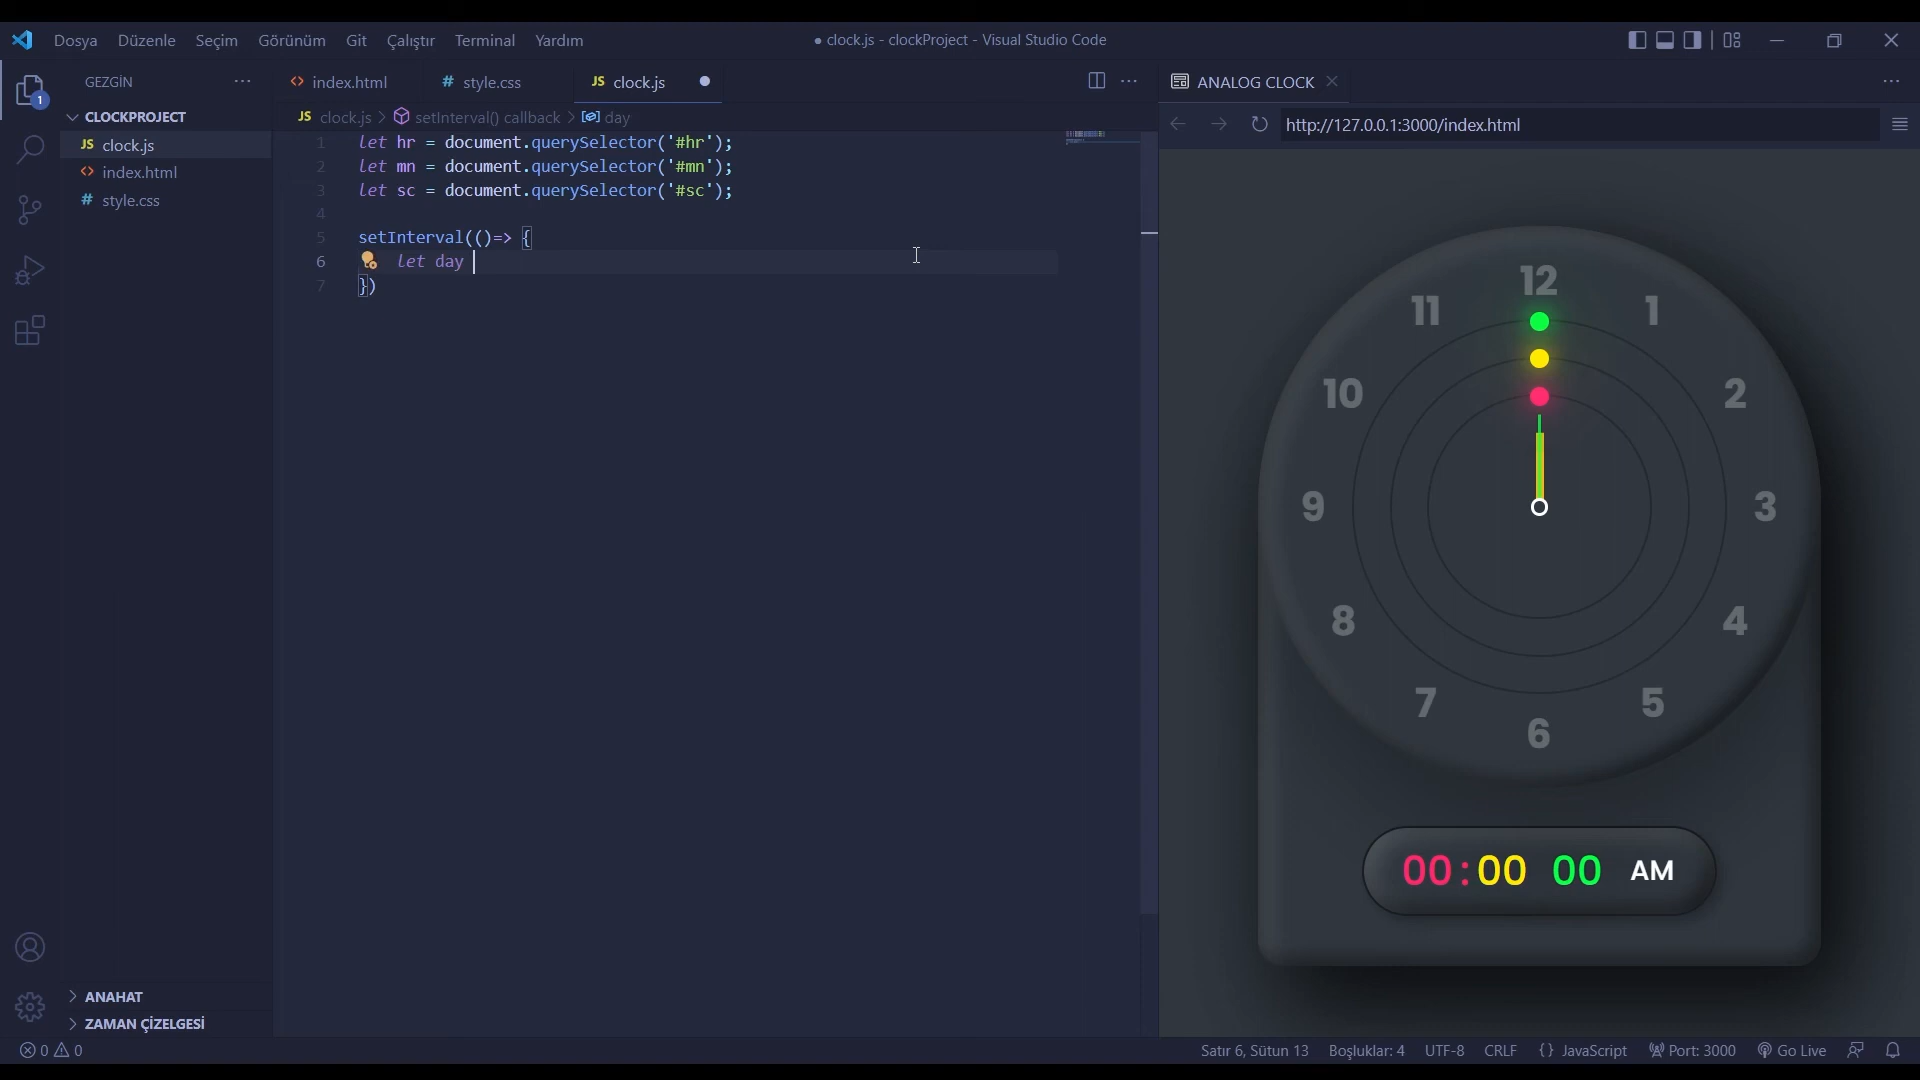 Dosya Düzenle Seçim Görünüm Git Çalıştır Terminal Yardım
● clock.js - clockProject - Visual Studio Code
GEZGİN ···
1
CLOCKPROJECT
JS clock.js
<> index.html
# style.css
ANAHAT
ZAMAN ÇİZELGESİ
<> index.html # style.css JS clock.js ●
JS clock.js > setInterval() callback > day
1 let hr = document.querySelector('#hr');
2 let mn = document.querySelector('#mn');
3 let sc = document.querySelector('#sc');
4
5 setInterval(()=> {
6 let day
7 })
ANALOG CLOCK
http://127.0.0.1:3000/index.html
12
11 1
10 2
9 3
8 4
7 5
6
00:00 00 AM
0 0
Satır 6, Sütun 13 Boşluklar: 4 UTF-8 CRLF {} JavaScript Port: 3000 Go Live